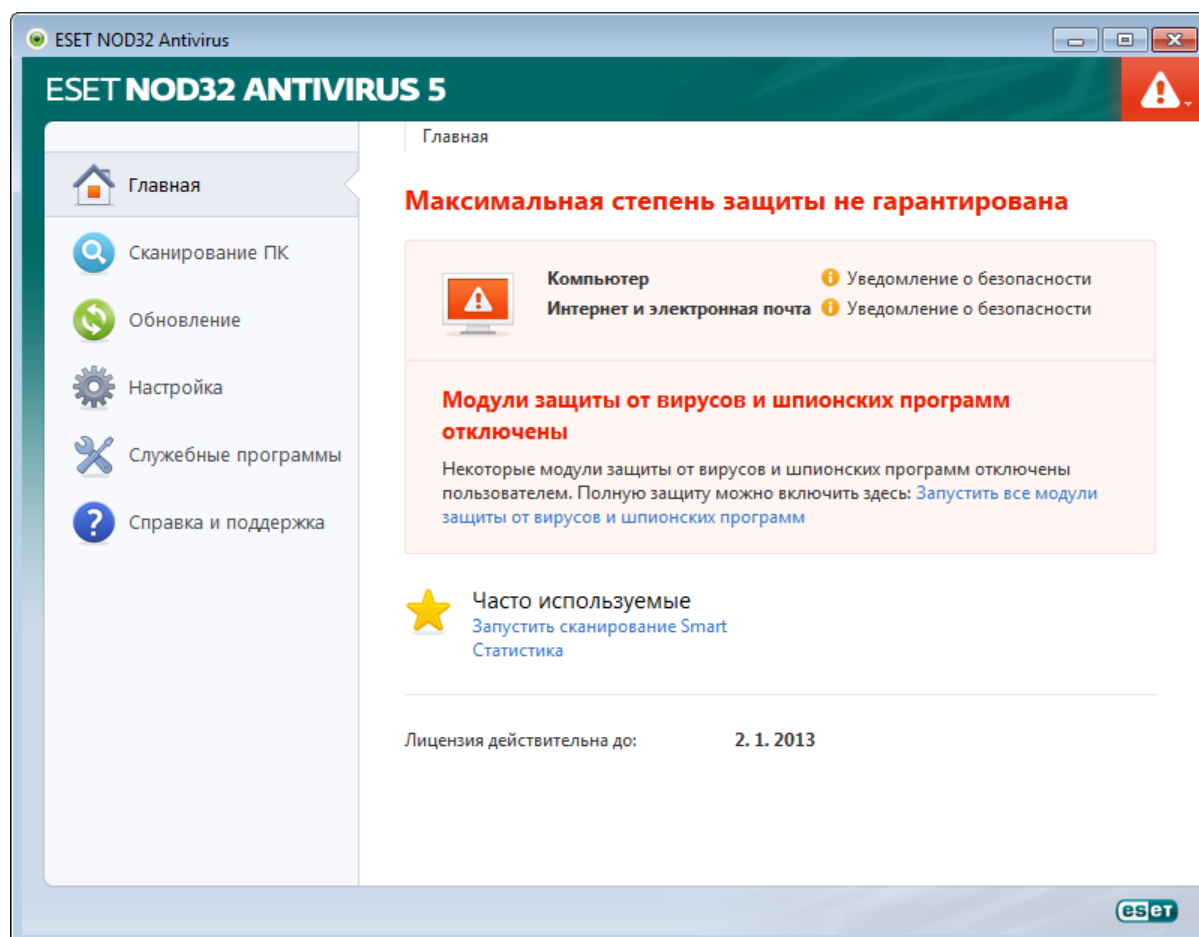 ESET NOD32 Antivirus
ESET NOD32 ANTIVIRUS 5
Главная
Сканирование ПК
Обновление
Настройка
Служебные программы
Справка и поддержка
Главная
Максимальная степень защиты не гарантирована
Компьютер Уведомление о безопасности
Интернет и электронная почта Уведомление о безопасности
Модули защиты от вирусов и шпионских программ
отключены
Некоторые модули защиты от вирусов и шпионских программ отключены
пользователем. Полную защиту можно включить здесь: Запустить все модули
защиты от вирусов и шпионских программ
Часто используемые
Запустить сканирование Smart
Статистика
Лицензия действительна до: 2. 1. 2013
eseT